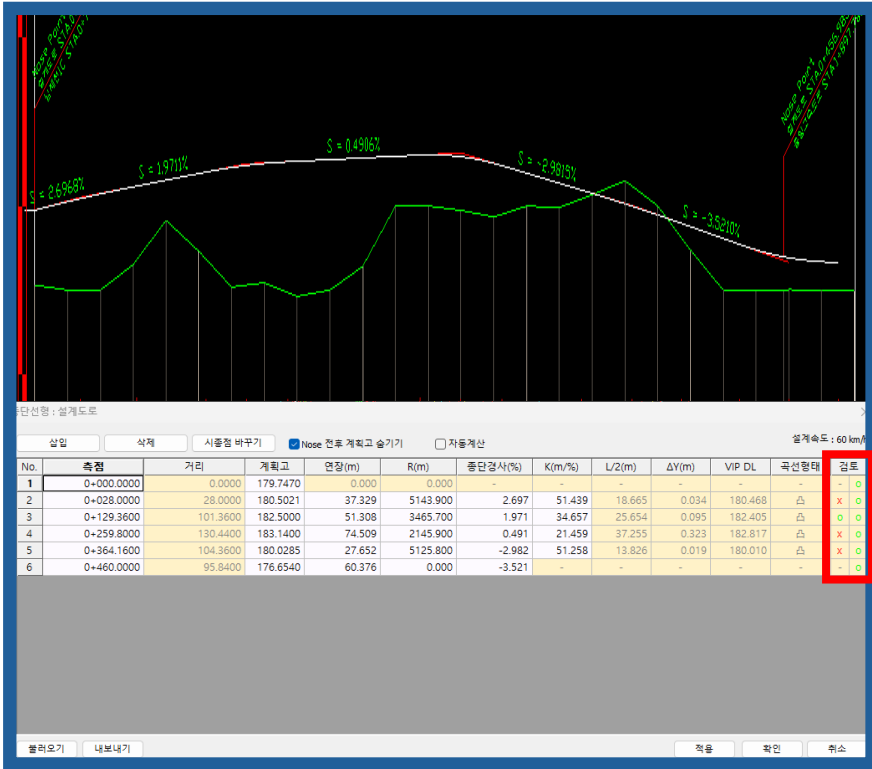 Nose Point
Nose Point
S = 2.6968%
S = 1.9711%
S = 0.4906%
S = -2.9815%
S = -3.5210%
종단선형 : 설계도로
삽입 삭제 시종점 바꾸기 Nose 전후 계획고 숨기기 자동계산 설계속도 : 60 km/h
No. 측점 거리 계획고 연장(m) R(m) 종단경사(%) K(m/%) L/2(m) ΔY(m) VIP DL 곡선형태 검토
1 0+000.0000 0.0000 179.7470 0.000 0.000 - - - - - - - o
2 0+028.0000 28.0000 180.5021 37.329 5143.900 2.697 51.439 18.665 0.034 180.468 凸 x o
3 0+129.3600 101.3600 182.5000 51.308 3465.700 1.971 34.657 25.654 0.095 182.405 凸 o o
4 0+259.8000 130.4400 183.1400 74.509 2145.900 0.491 21.459 37.255 0.323 182.817 凸 x o
5 0+364.1600 104.3600 180.0285 27.652 5125.800 -2.982 51.258 13.826 0.019 180.010 凸 x o
6 0+460.0000 95.8400 176.6540 60.376 0.000 -3.521 - - - - - - o
불러오기 내보내기 적용 확인 취소